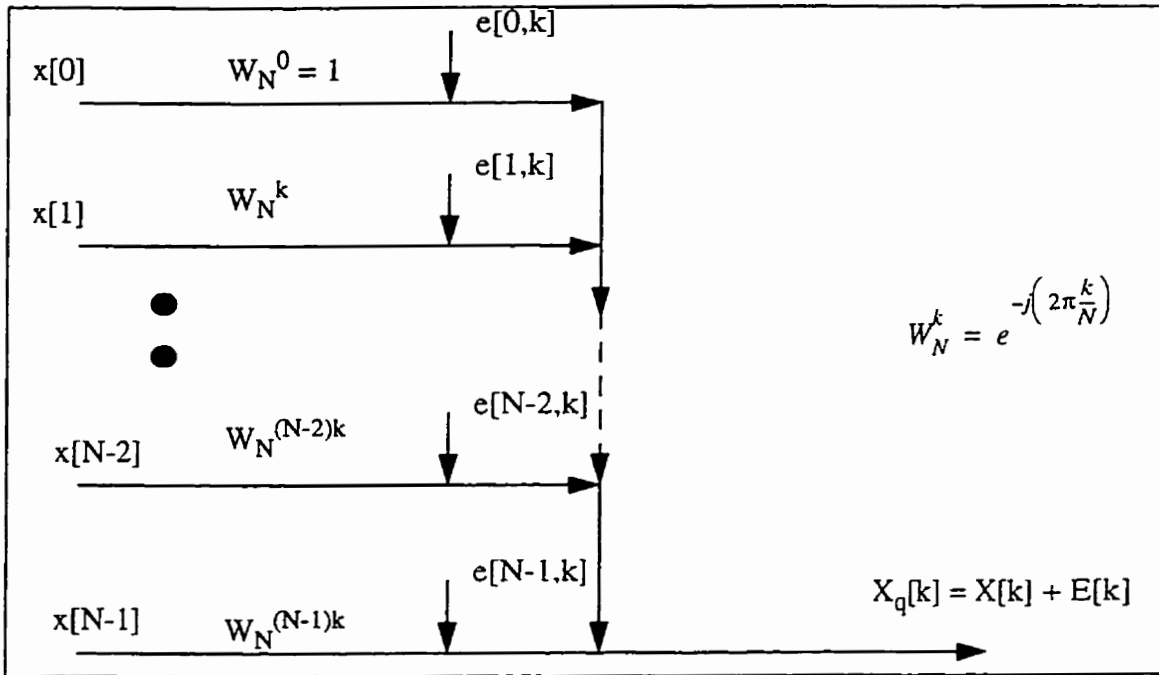 e[0,k]
x[0] W_N^0 = 1
e[1,k]
x[1] W_N^k
W_N^k = e^{-j(2π\frac{k}{N})}
e[N-2,k]
x[N-2] W_N^{(N-2)k}
e[N-1,k]
X_q[k] = X[k] + E[k]
x[N-1] W_N^{(N-1)k}